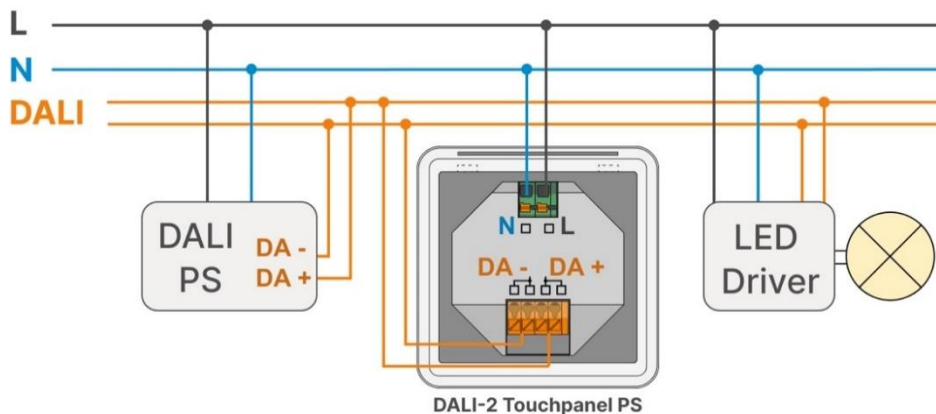 L
N
DALI
DALI
PS
DA -
DA +
N
L
DA -
DA +
LED
Driver
DALI-2 Touchpanel PS